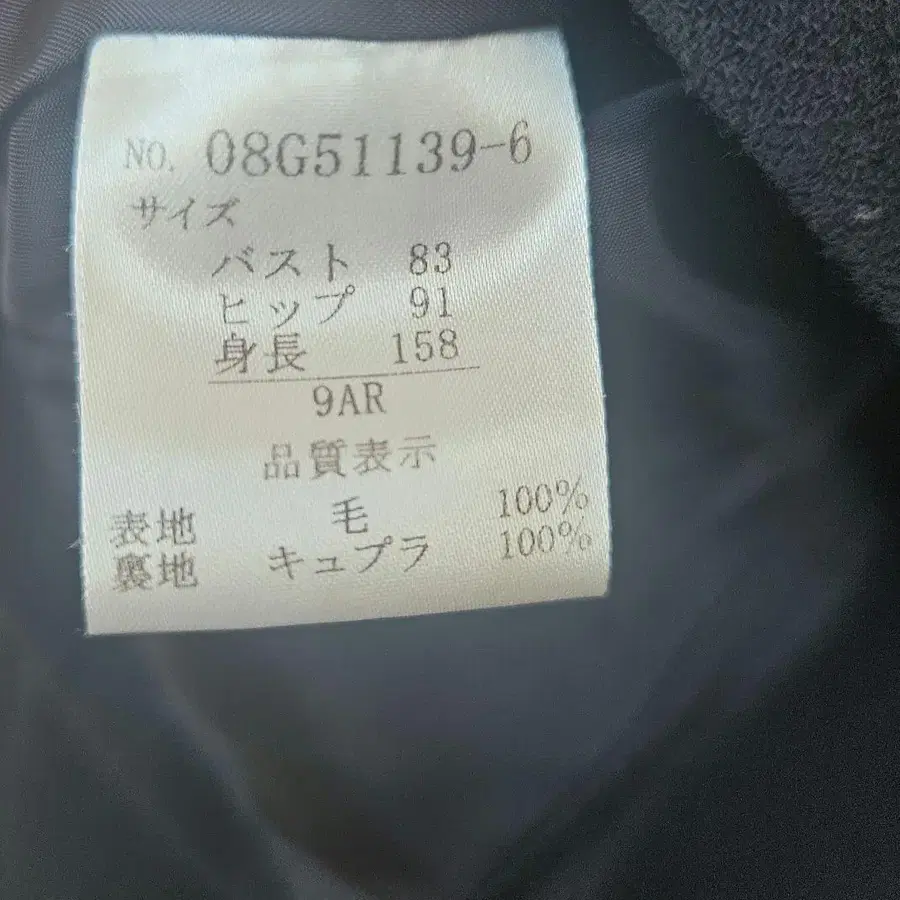 NO. 08G51139-6
サイズ
バスト 83
ヒップ 91
身長 158
9AR
品質表示
表地 毛 100%
裏地 キュプラ 100%